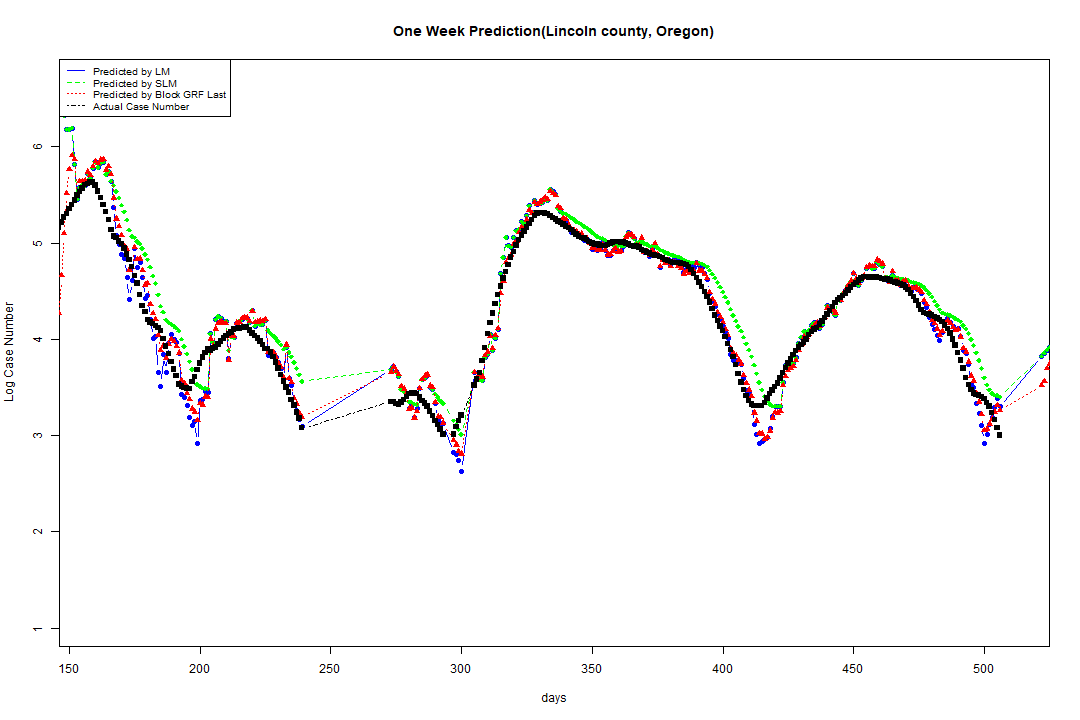 One Week Prediction(Lincoln county, Oregon)
Predicted by LM
Predicted by SLM
Predicted by Block GRF Last
Actual Case Number
6
5
4
3
2
1
Log Case Number
150 200 250 300 350 400 450 500
days